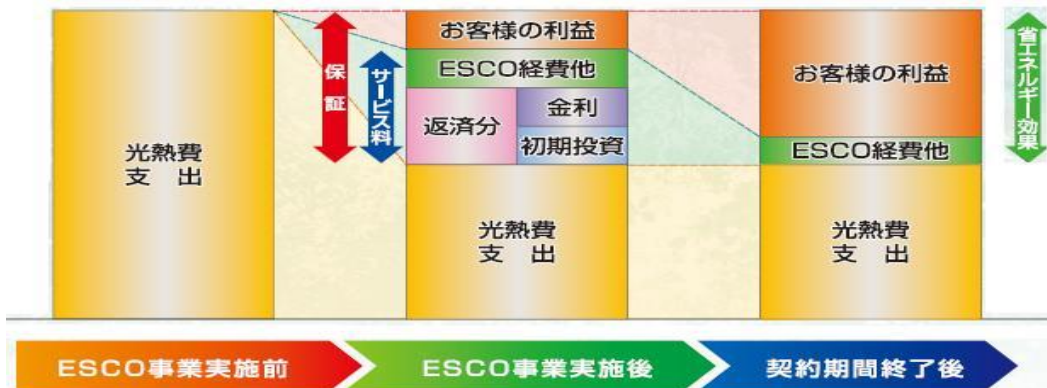 光熱費
支 出
保証
サービス料
お客様の利益
ESCO経費他
返済分
金利
初期投資
光熱費
支 出
お客様の利益
ESCO経費他
光熱費
支 出
省エネルギー効果
ESCO事業実施前
ESCO事業実施後
契約期間終了後